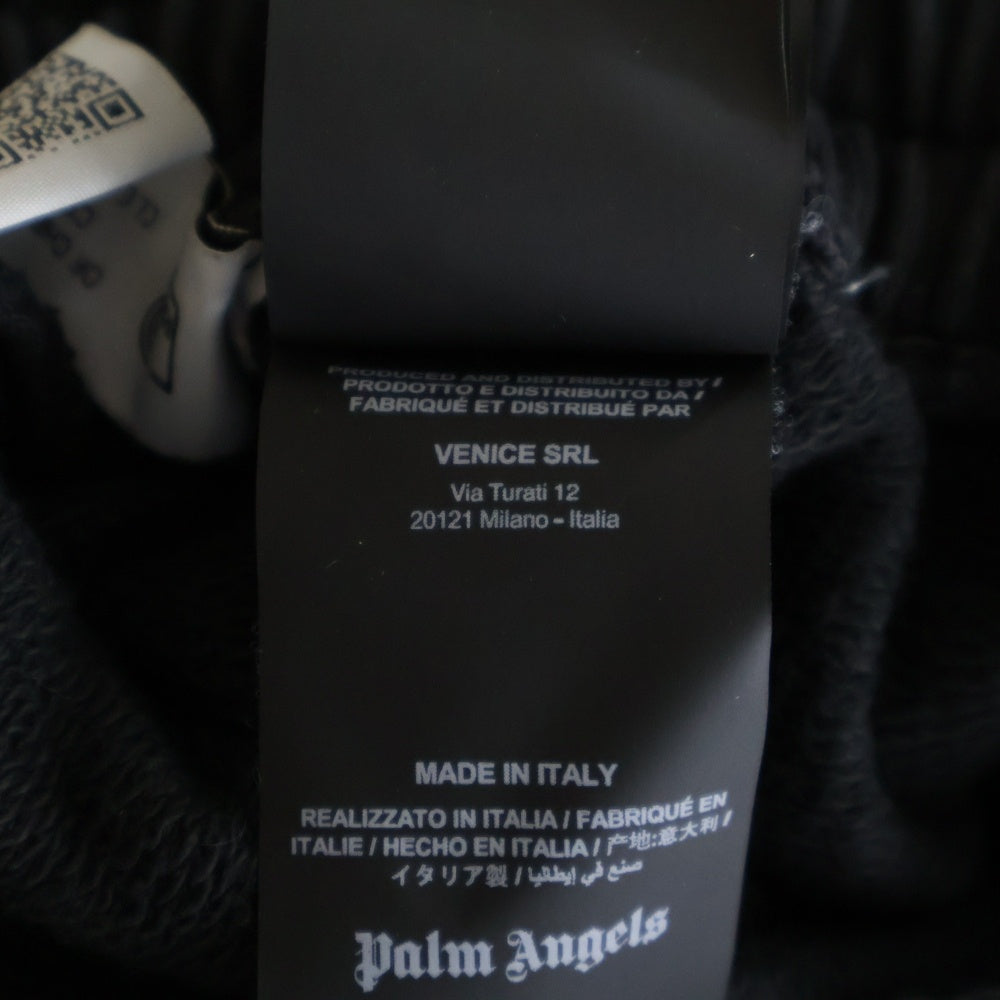 PRODUCED AND DISTRIBUTED BY /
PRODOTTO E DISTRIBUITO DA /
FABRIQUÉ ET DISTRIBUÉ PAR
VENICE SRL
Via Turati 12
20121 Milano - Italia
MADE IN ITALY
REALIZZATO IN ITALIA / FABRIQUÉ EN
ITALIE / HECHO EN ITALIA / 产地:意大利 /
イタリア製 / صنع في إيطاليا
Palm Angels